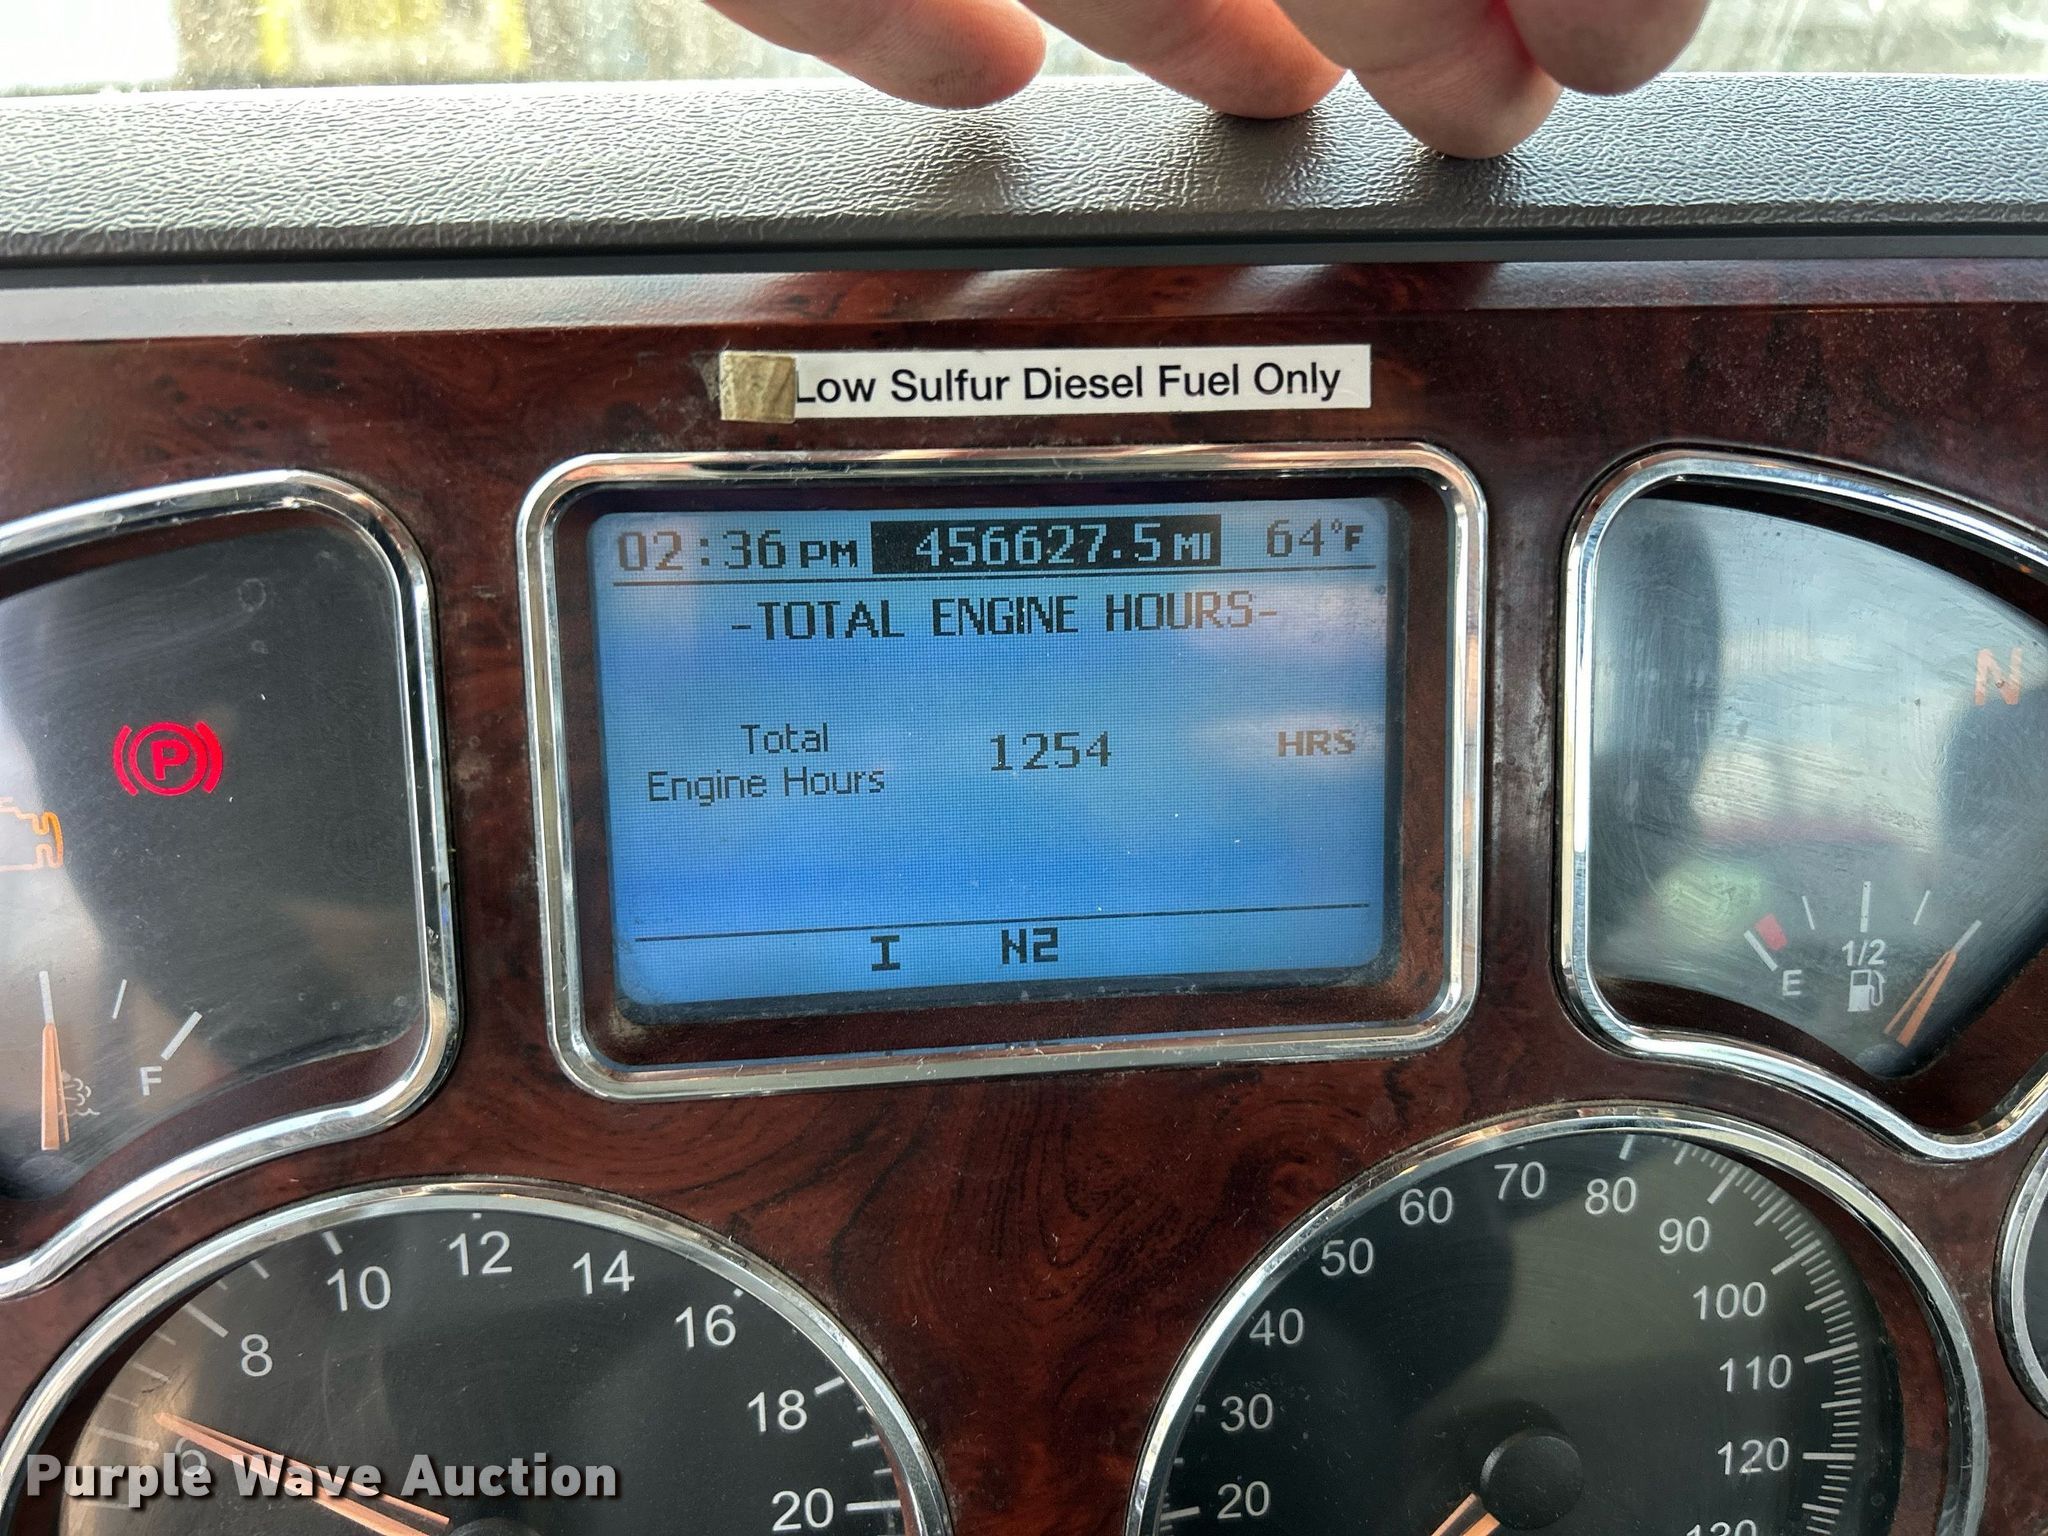 Low Sulfur Diesel Fuel Only
02:36 PM 456627.5 MI 64°F
-TOTAL ENGINE HOURS-
Total
Engine Hours
1254 HRS
I N2
P
F
N
E
1/2
6
8
10
12
14
16
18
20
20
30
40
50
60
70
80
90
100
110
120
130
Purple Wave Auction